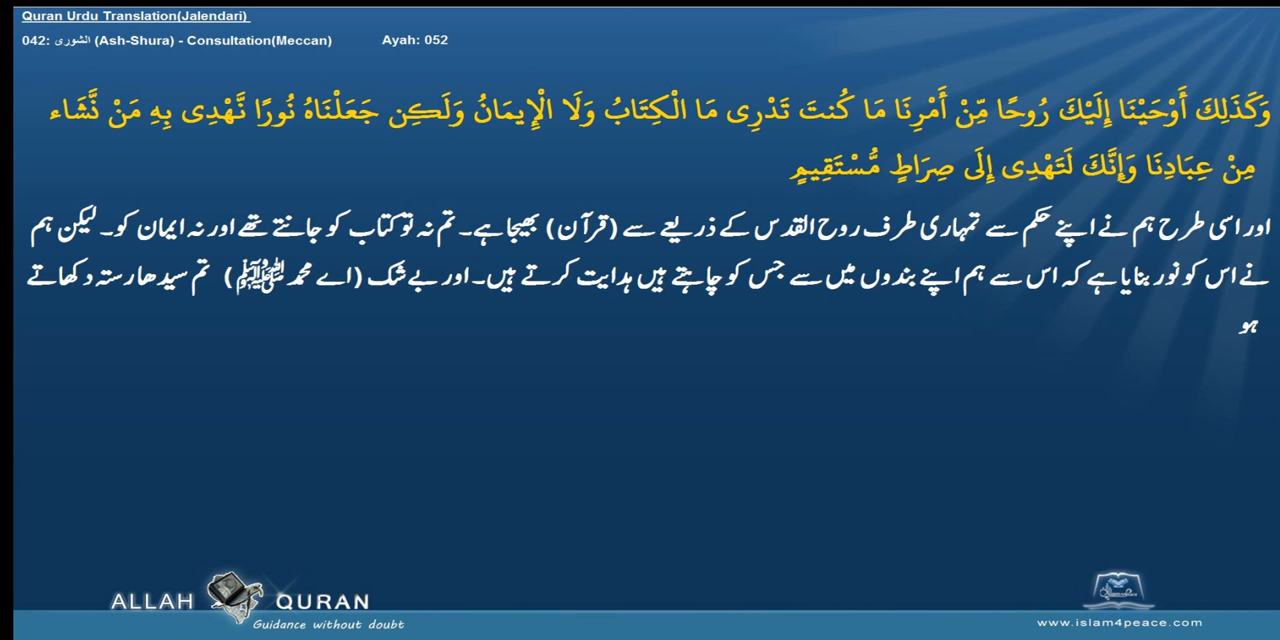 Quran Urdu Translation(Jalendari)
042: الشورى (Ash-Shura) - Consultation(Meccan) Ayah: 052
وَكَذَلِكَ أَوْحَيْنَا إِلَيْكَ رُوحًا مِّنْ أَمْرِنَا مَا كُنتَ تَدْرِى مَا الْكِتَابُ وَلَا الْإِيمَانُ وَلَكِن جَعَلْنَاهُ نُورًا نَّهْدِى بِهِ مَنْ نَّشَاء
مِنْ عِبَادِنَا وَإِنَّكَ لَتَهْدِى إِلَى صِرَاطٍ مُّسْتَقِيمٍ
اور اسی طرح ہم نے اپنے حکم سے تمہاری طرف روح القدس کے ذریعے سے (قرآن) بھیجا ہے۔ تم نہ تو کتاب کو جانتے تھے اور نہ ایمان کو۔ لیکن ہم
نے اس کو نور بنایا ہے کہ اس سے ہم اپنے بندوں میں سے جس کو چاہتے ہیں ہدایت کرتے ہیں۔ اور بےشک (اے محمد ﷺ) تم سیدھا رستہ دکھاتے
ہو
ALLAH QURAN
Guidance without doubt
www.islam4peace.com